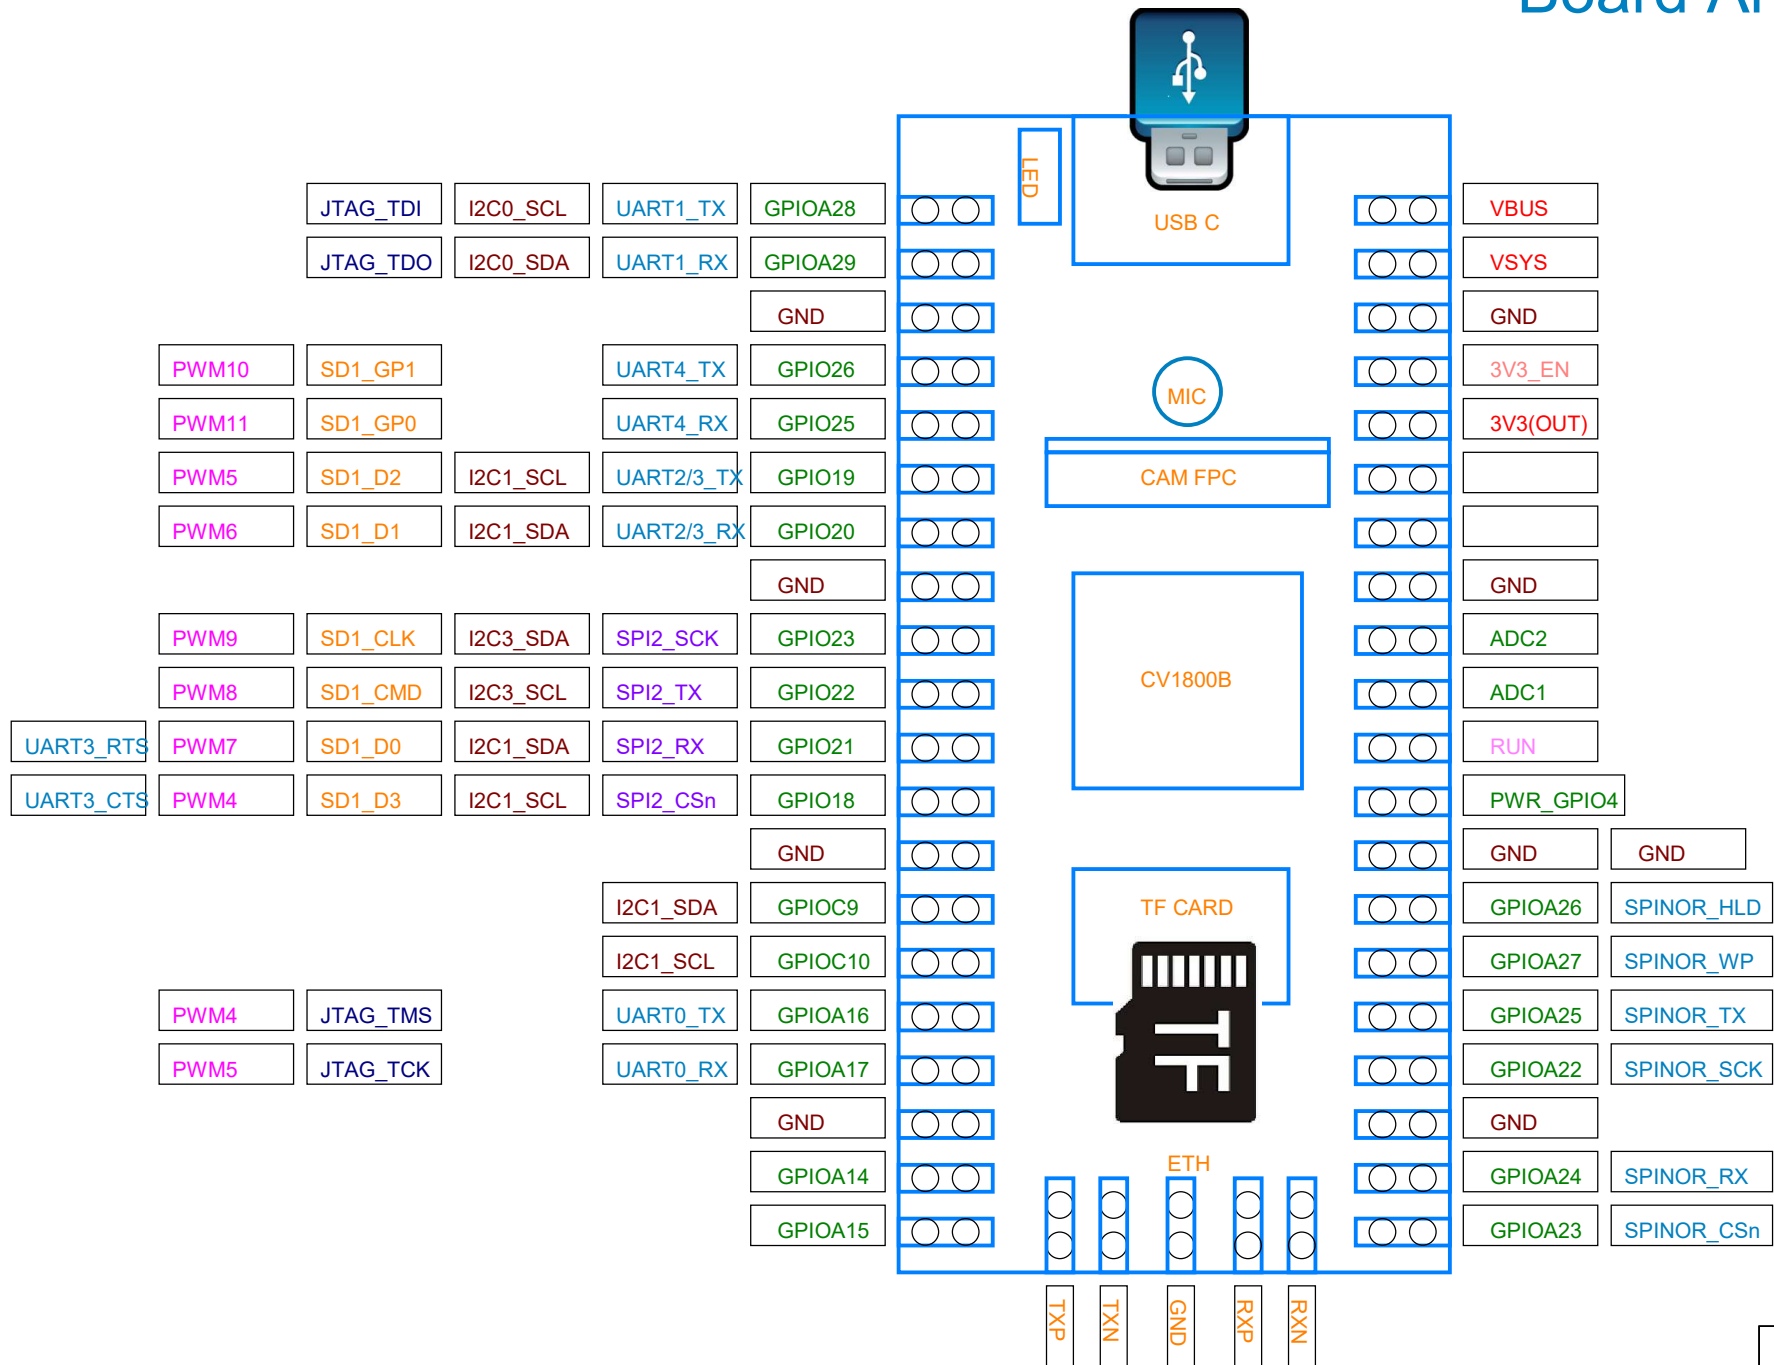 Board
LED
USB C
JTAG_TDI I2C0_SCL UART1_TX GPIOA28 VBUS
JTAG_TDO I2C0_SDA UART1_RX GPIOA29 VSYS
GND GND
PWM10 SD1_GP1 UART4_TX GPIO26 3V3_EN
MIC
PWM11 SD1_GP0 UART4_RX GPIO25 3V3(OUT)
PWM5 SD1_D2 I2C1_SCL UART2/3_TX GPIO19 CAM FPC
PWM6 SD1_D1 I2C1_SDA UART2/3_RX GPIO20
GND GND
PWM9 SD1_CLK I2C3_SDA SPI2_SCK GPIO23 ADC2
PWM8 SD1_CMD I2C3_SCL SPI2_TX GPIO22 CV1800B ADC1
UART3_RTS PWM7 SD1_D0 I2C1_SDA SPI2_RX GPIO21 RUN
UART3_CTS PWM4 SD1_D3 I2C1_SCL SPI2_CSn GPIO18 PWR_GPIO4
GND GND GND
I2C1_SDA GPIOC9 TF CARD GPIOA26 SPINOR_HLD
I2C1_SCL GPIOC10 GPIOA27 SPINOR_WP
PWM4 JTAG_TMS UART0_TX GPIOA16 GPIOA25 SPINOR_TX
TF
PWM5 JTAG_TCK UART0_RX GPIOA17 GPIOA22 SPINOR_SCK
GND GND
ETH
GPIOA14 GPIOA24 SPINOR_RX
GPIOA15 GPIOA23 SPINOR_CSn
TXP TXN GND RXP RXN